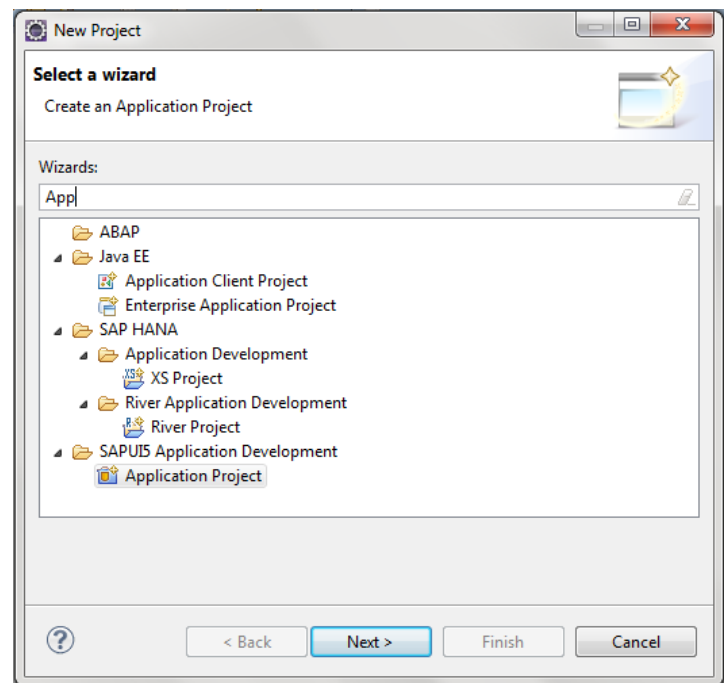 New Project
Select a wizard
Create an Application Project
Wizards:
App
ABAP
Java EE
Application Client Project
Enterprise Application Project
SAP HANA
Application Development
XS Project
River Application Development
River Project
SAPUI5 Application Development
Application Project
? < Back Next > Finish Cancel